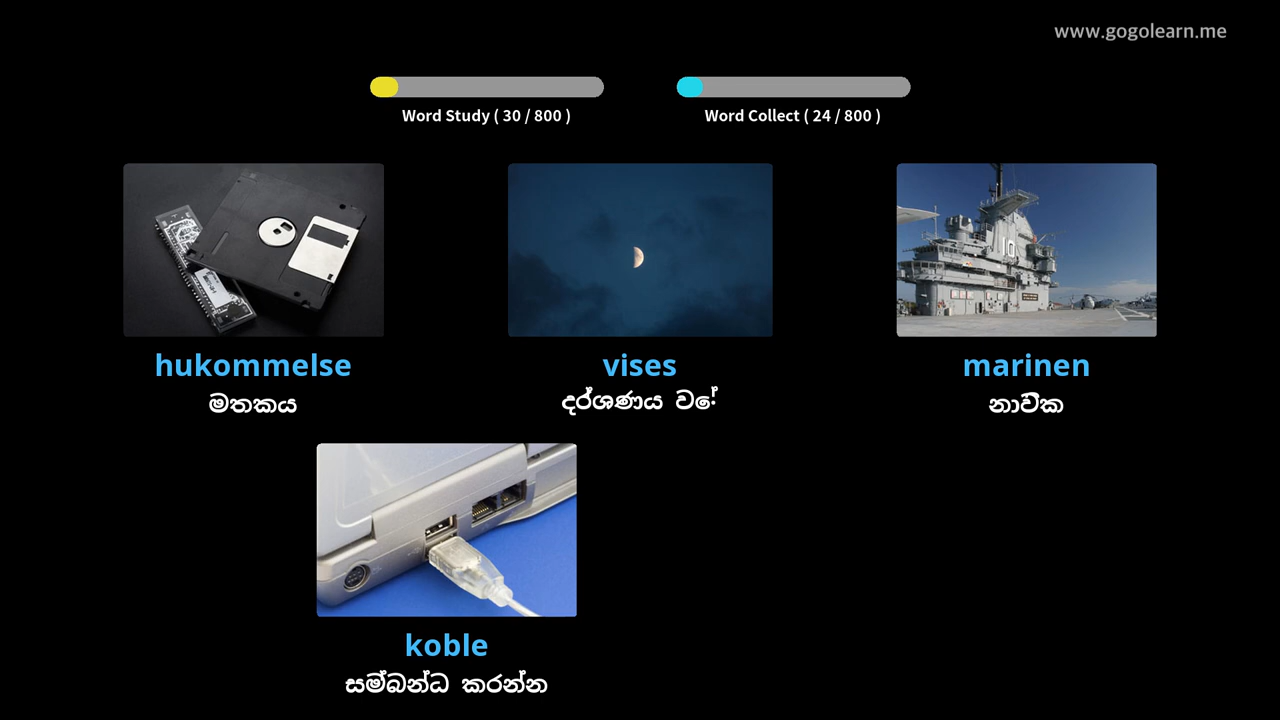 www.gogolearn.me
Word Study ( 30 / 800 )
Word Collect ( 24 / 800 )
hukommelse
මතකය
vises
දර්ශණය වේ!
marinen
නාවික
koble
සම්බන්ධ කරන්න